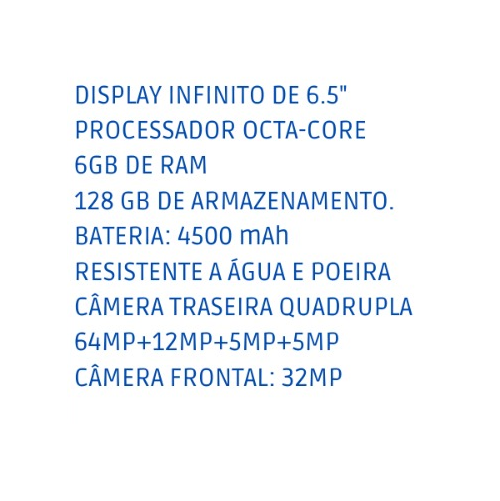 DISPLAY INFINITO DE 6.5"
PROCESSADOR OCTA-CORE
6GB DE RAM
128 GB DE ARMAZENAMENTO.
BATERIA: 4500 mAh
RESISTENTE A ÁGUA E POEIRA
CÂMERA TRASEIRA QUADRUPLA
64MP+12MP+5MP+5MP
CÂMERA FRONTAL: 32MP